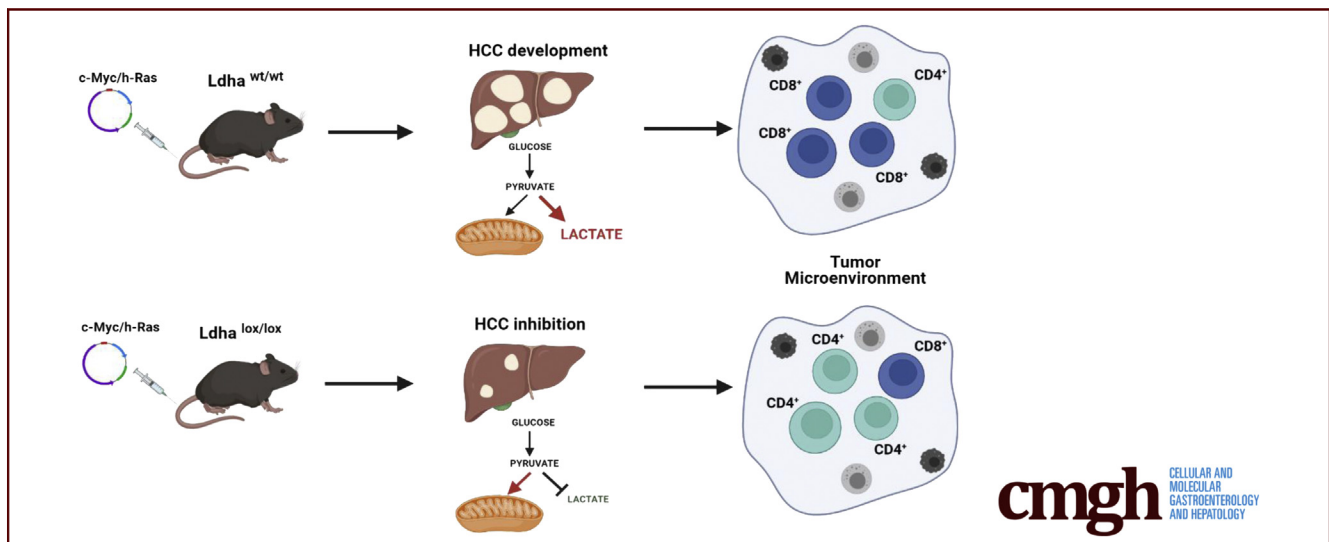 c-Myc/h-Ras
Ldha wt/wt
HCC development
GLUCOSE
PYRUVATE
LACTATE
CD8⁺
CD4⁺
CD8⁺
CD8⁺
Tumor
Microenvironment
c-Myc/h-Ras
Ldha lox/lox
HCC inhibition
GLUCOSE
PYRUVATE
LACTATE
CD4⁺
CD8⁺
CD4⁺
CD4⁺
cmgh
CELLULAR AND
MOLECULAR
GASTROENTEROLOGY
AND HEPATOLOGY